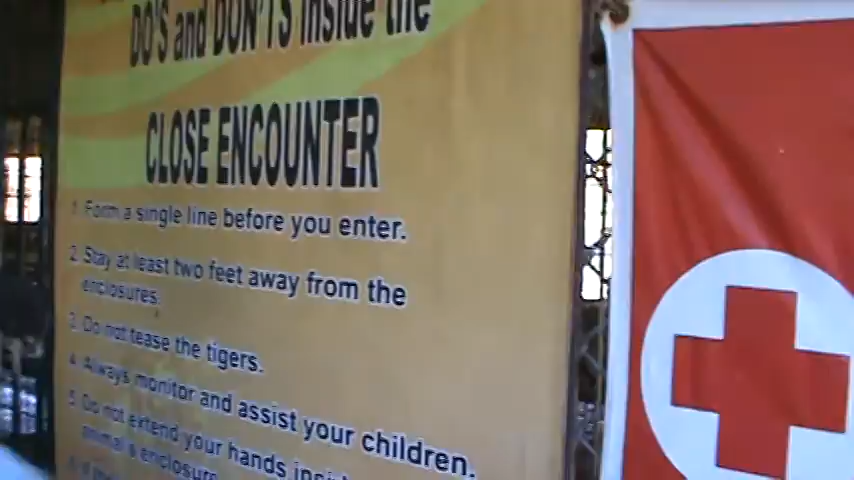 DO'S and DON'TS Inside the
CLOSE ENCOUNTER
1. Form a single line before you enter.
2. Stay at least two feet away from the
enclosures.
3. Do not tease the tigers.
4. Always monitor and assist your children.
5. Do not extend your hands inside
animal's enclosure